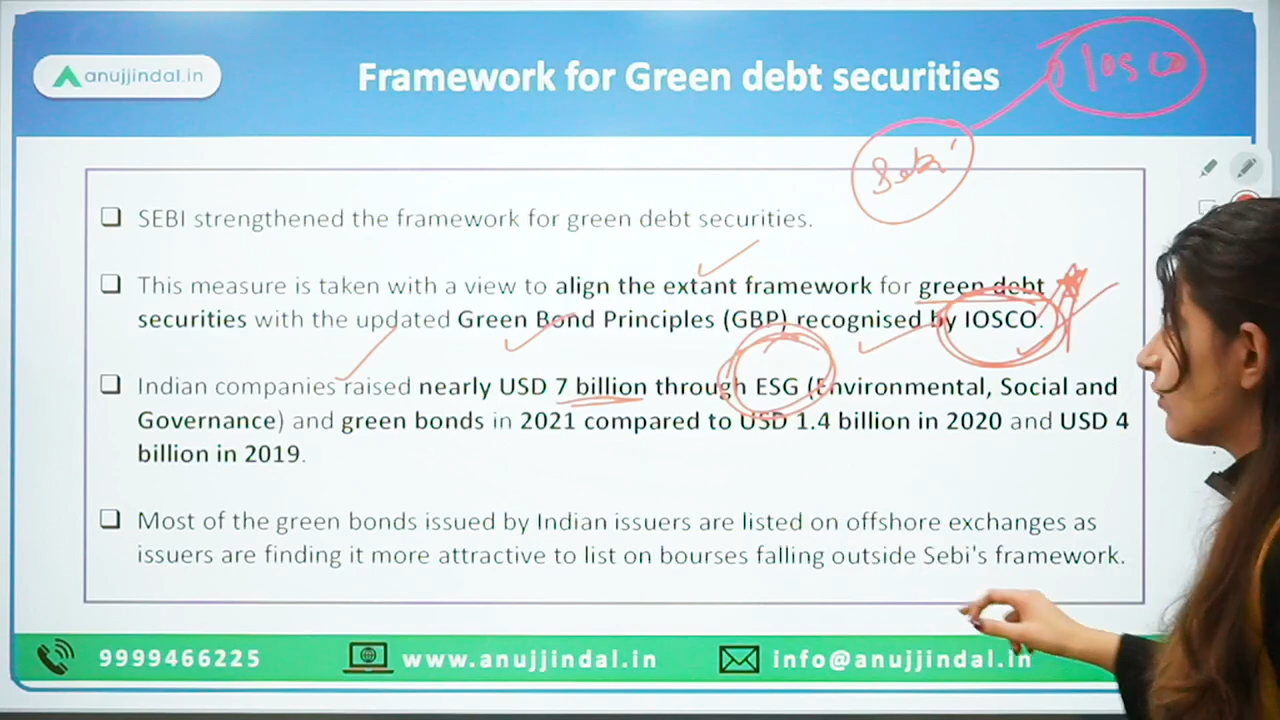 anujjindal.in
Framework for Green debt securities
IOSCO
Sebi
❑ SEBI strengthened the framework for green debt securities.
❑ This measure is taken with a view to align the extant framework for green debt
securities with the updated Green Bond Principles (GBP) recognised by IOSCO.
❑ Indian companies raised nearly USD 7 billion through ESG (Environmental, Social and
Governance) and green bonds in 2021 compared to USD 1.4 billion in 2020 and USD 4
billion in 2019.
❑ Most of the green bonds issued by Indian issuers are listed on offshore exchanges as
issuers are finding it more attractive to list on bourses falling outside Sebi's framework.
9999466225
www.anujjindal.in
info@anujjindal.in